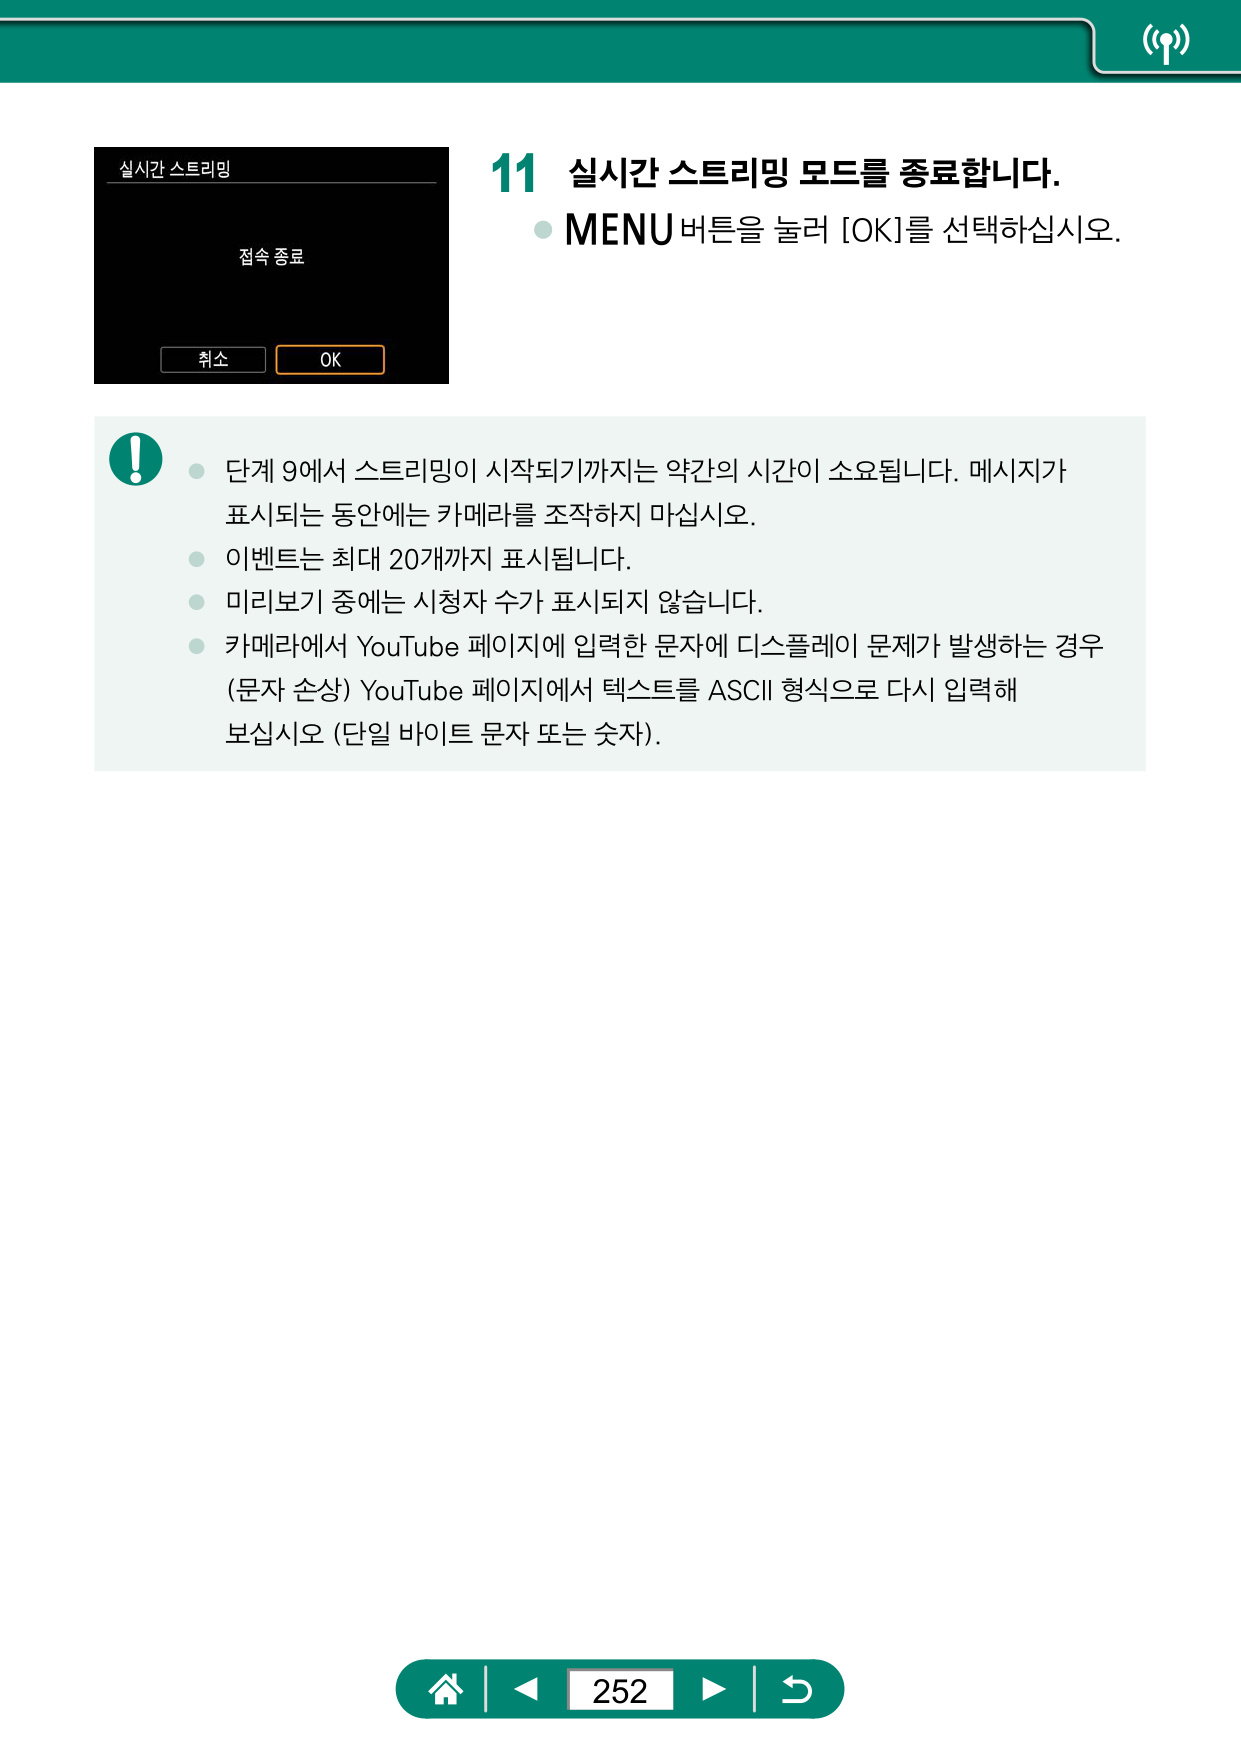 실시간 스트리밍
접속 종료
취소
OK
11 실시간 스트리밍 모드를 종료합니다.
MENU 버튼을 눌러 [OK]를 선택하십시오.
단계 9에서 스트리밍이 시작되기까지는 약간의 시간이 소요됩니다. 메시지가
표시되는 동안에는 카메라를 조작하지 마십시오.
이벤트는 최대 20개까지 표시됩니다.
미리보기 중에는 시청자 수가 표시되지 않습니다.
카메라에서 YouTube 페이지에 입력한 문자에 디스플레이 문제가 발생하는 경우
(문자 손상) YouTube 페이지에서 텍스트를 ASCII 형식으로 다시 입력해
보십시오 (단일 바이트 문자 또는 숫자).
252